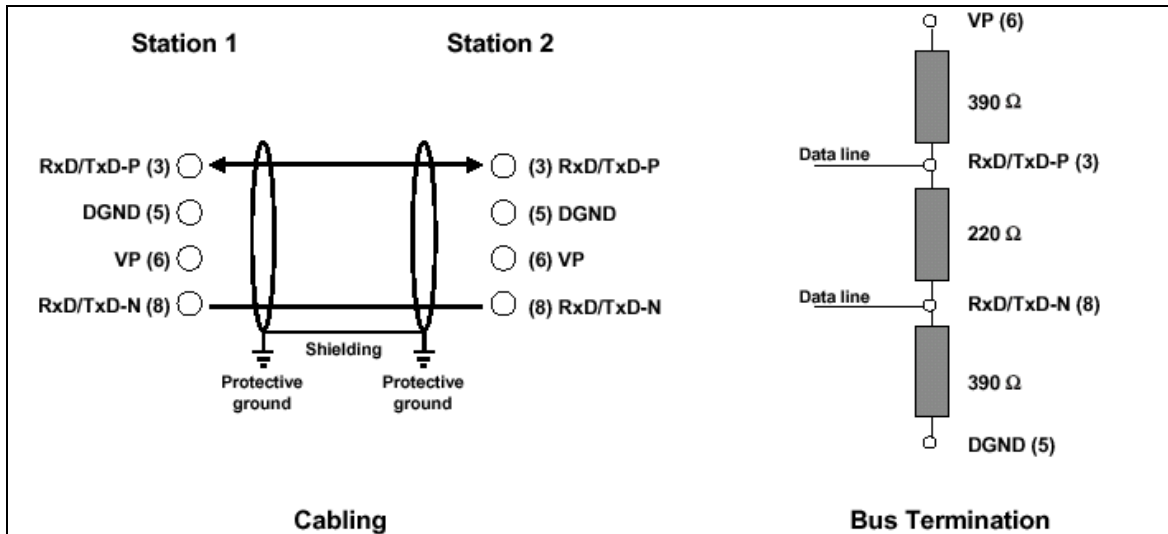 Station 1
Station 2
RxD/TxD-P (3)
(3) RxD/TxD-P
DGND (5)
(5) DGND
VP (6)
(6) VP
RxD/TxD-N (8)
(8) RxD/TxD-N
Shielding
Protective
ground
Protective
ground
Cabling
VP (6)
390 Ω
Data line
RxD/TxD-P (3)
220 Ω
Data line
RxD/TxD-N (8)
390 Ω
DGND (5)
Bus Termination